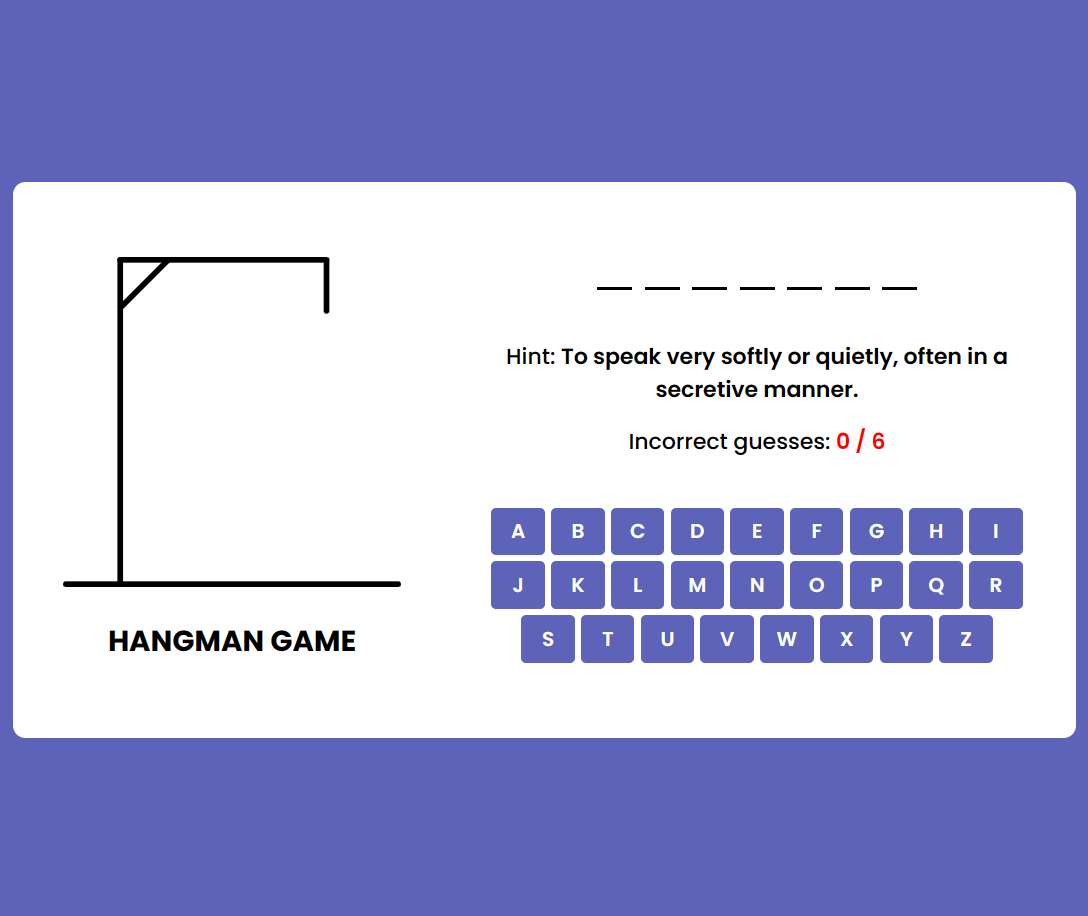 Hint: To speak very softly or quietly, often in a
secretive manner.
Incorrect guesses: 0 / 6
A B C D E F G H I
J K L M N O P Q R
S T U V W X Y Z
HANGMAN GAME